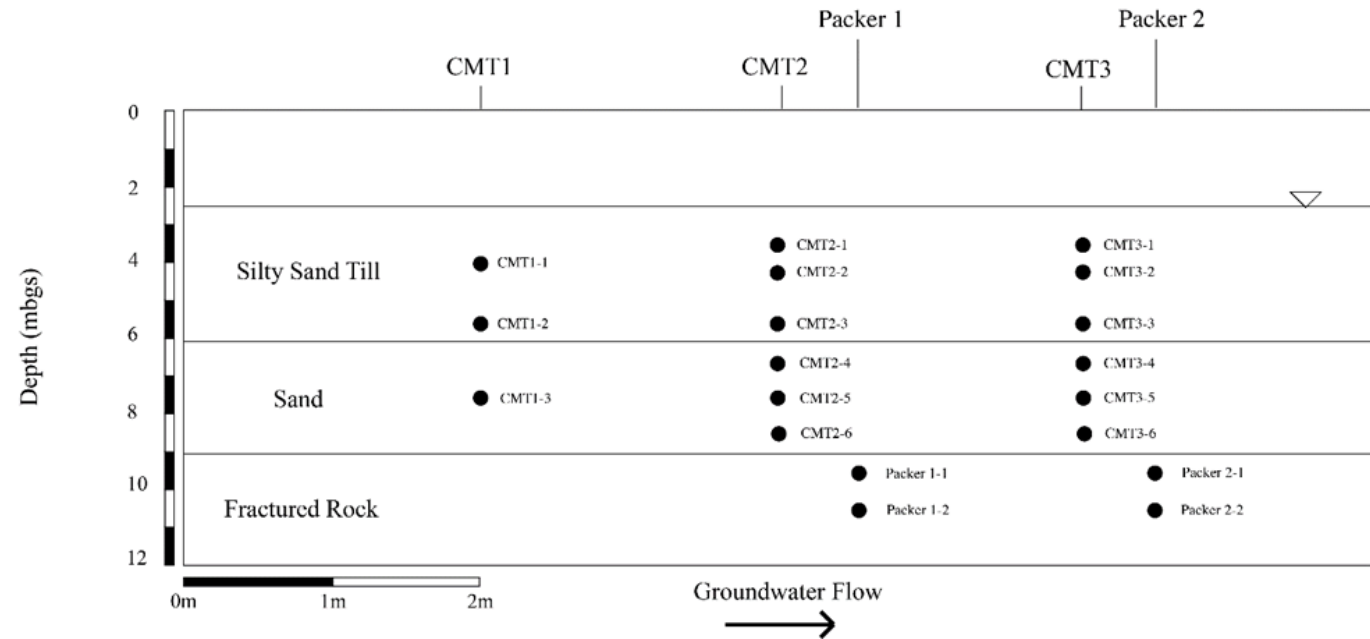 Packer 1
Packer 2
CMT1
CMT2
CMT3
0
2
4
6
8
10
12
Depth (mbgs)
Silty Sand Till
CMT1-1
CMT1-2
CMT2-1
CMT2-2
CMT2-3
CMT3-1
CMT3-2
CMT3-3
Sand
CMT1-3
CMT2-4
CMT2-5
CMT2-6
CMT3-4
CMT3-5
CMT3-6
Fractured Rock
Packer 1-1
Packer 1-2
Packer 2-1
Packer 2-2
0m
1m
2m
Groundwater Flow